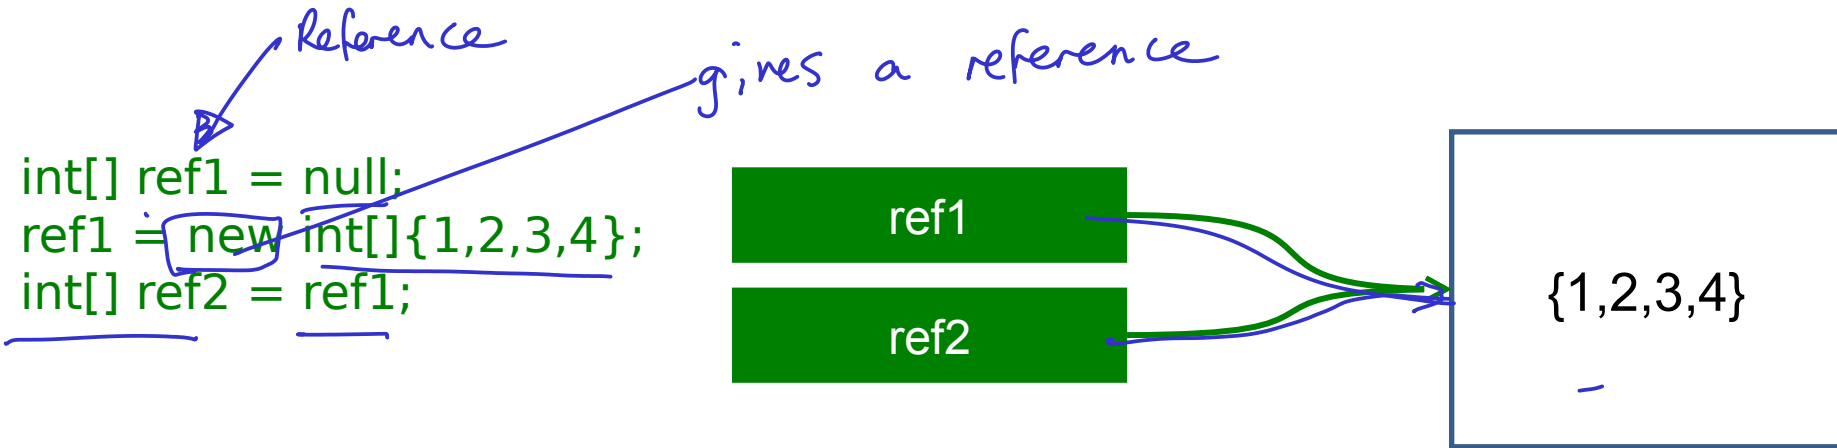 Reference
gives a reference
int[] ref1 = null;
ref1 = new int[]{1,2,3,4};
int[] ref2 = ref1;
ref1
ref2
{1,2,3,4}